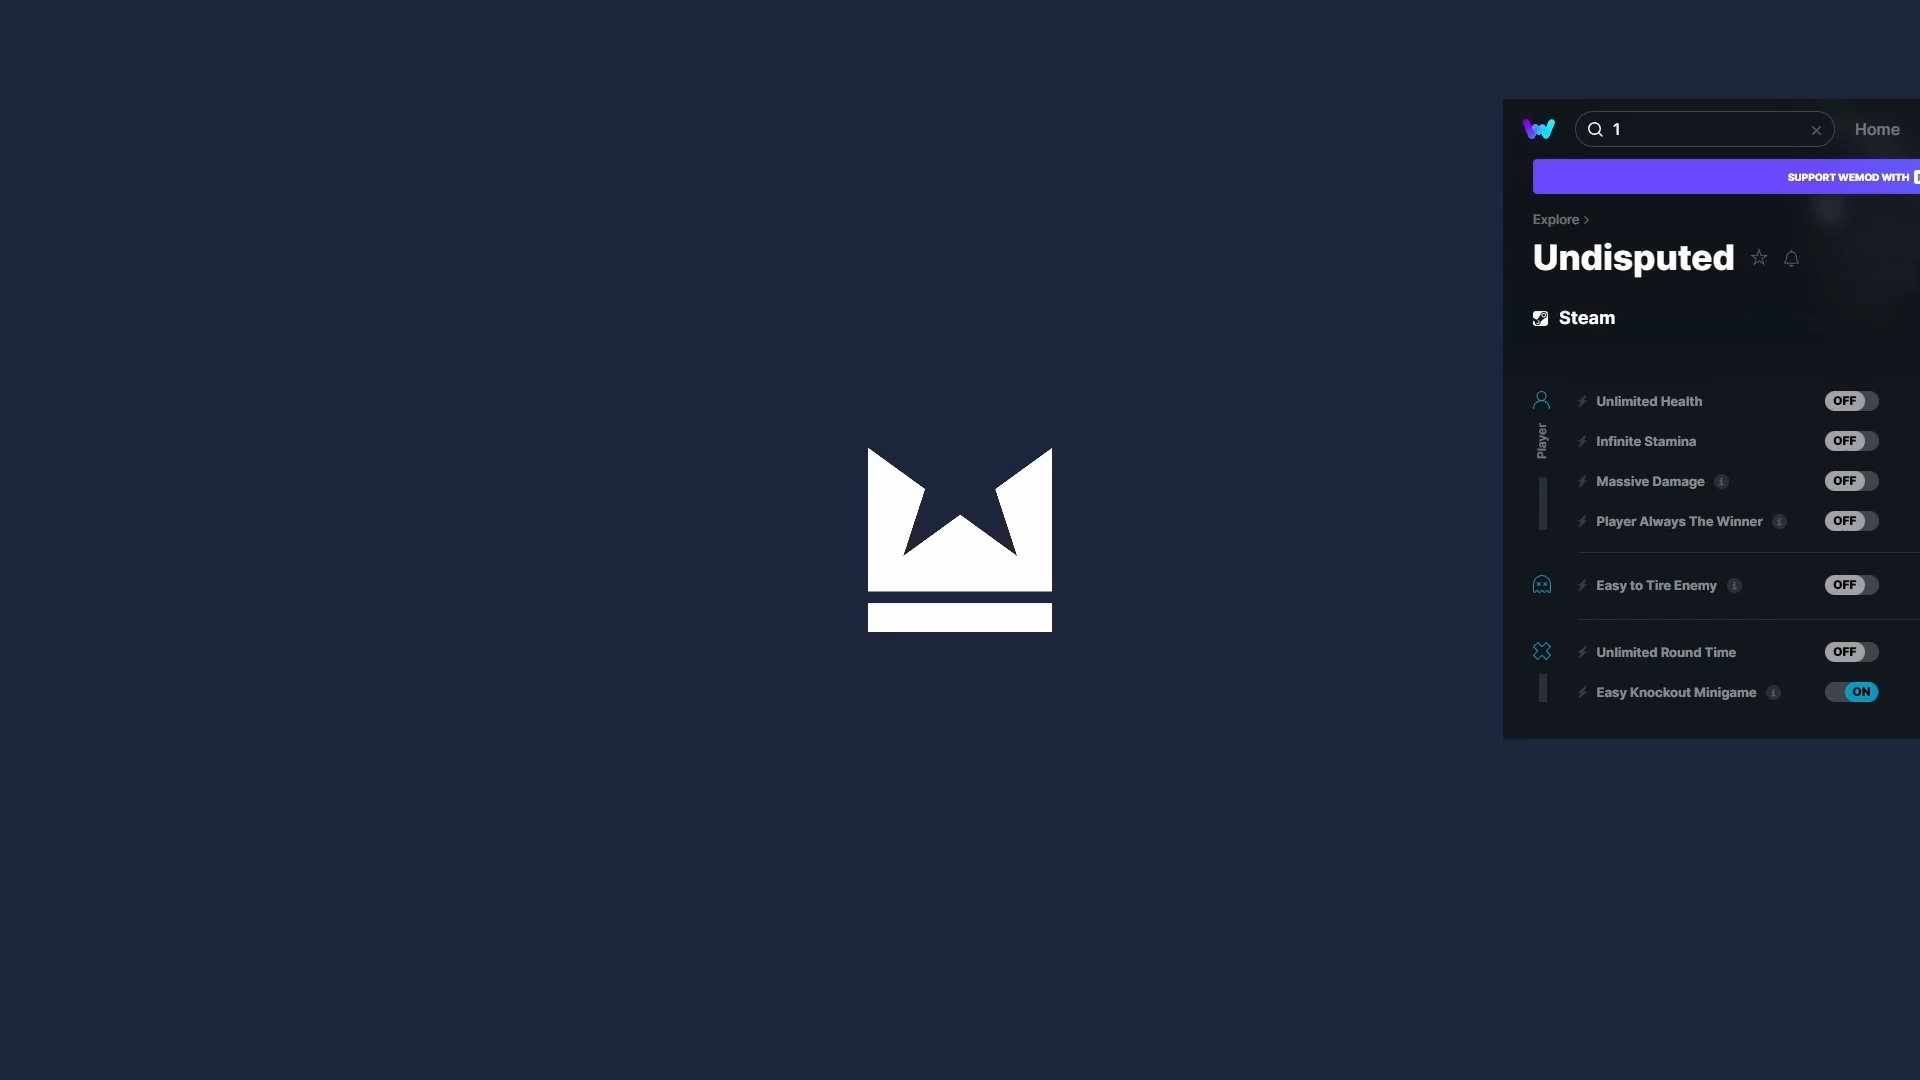 1
Home
SUPPORT WEMOD WITH
Explore
Undisputed
Steam
Player
Unlimited Health OFF
Infinite Stamina OFF
Massive Damage OFF
Player Always The Winner OFF
Easy to Tire Enemy OFF
Unlimited Round Time OFF
Easy Knockout Minigame ON